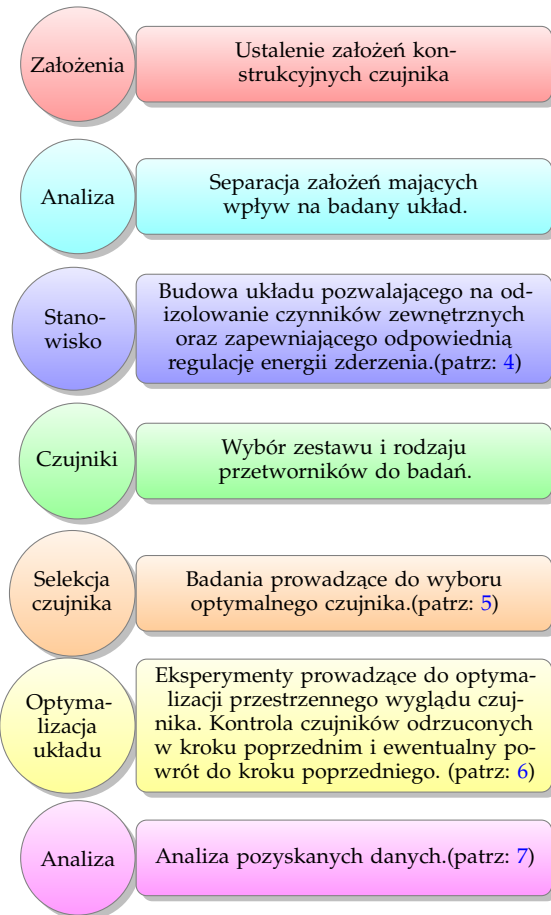 Założenia
Ustalenie założeń kon-
strukcyjnych czujnika
Analiza
Separacja założeń mających
wpływ na badany układ.
Stano-
wisko
Budowa układu pozwalającego na od-
izolowanie czynników zewnętrznych
oraz zapewniającego odpowiednią
regulację energii zderzenia.(patrz: 4)
Czujniki
Wybór zestawu i rodzaju
przetworników do badań.
Selekcja
czujnika
Badania prowadzące do wyboru
optymalnego czujnika.(patrz: 5)
Optyma-
lizacja
układu
Eksperymenty prowadzące do optyma-
lizacji przestrzennego wyglądu czuj-
nika. Kontrola czujników odrzuconych
w kroku poprzednim i ewentualny po-
wrót do kroku poprzedniego. (patrz: 6)
Analiza
Analiza pozyskanych danych.(patrz: 7)